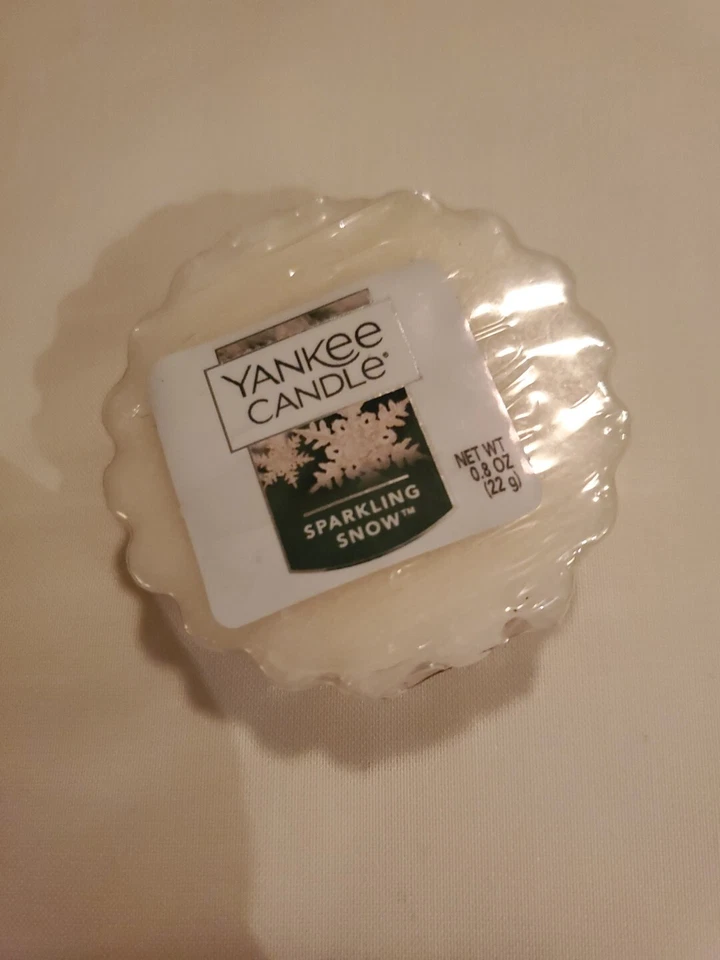 YANKEE
CANDLE®
SPARKLING
SNOW™
NET WT
0.8 OZ
(22 g)